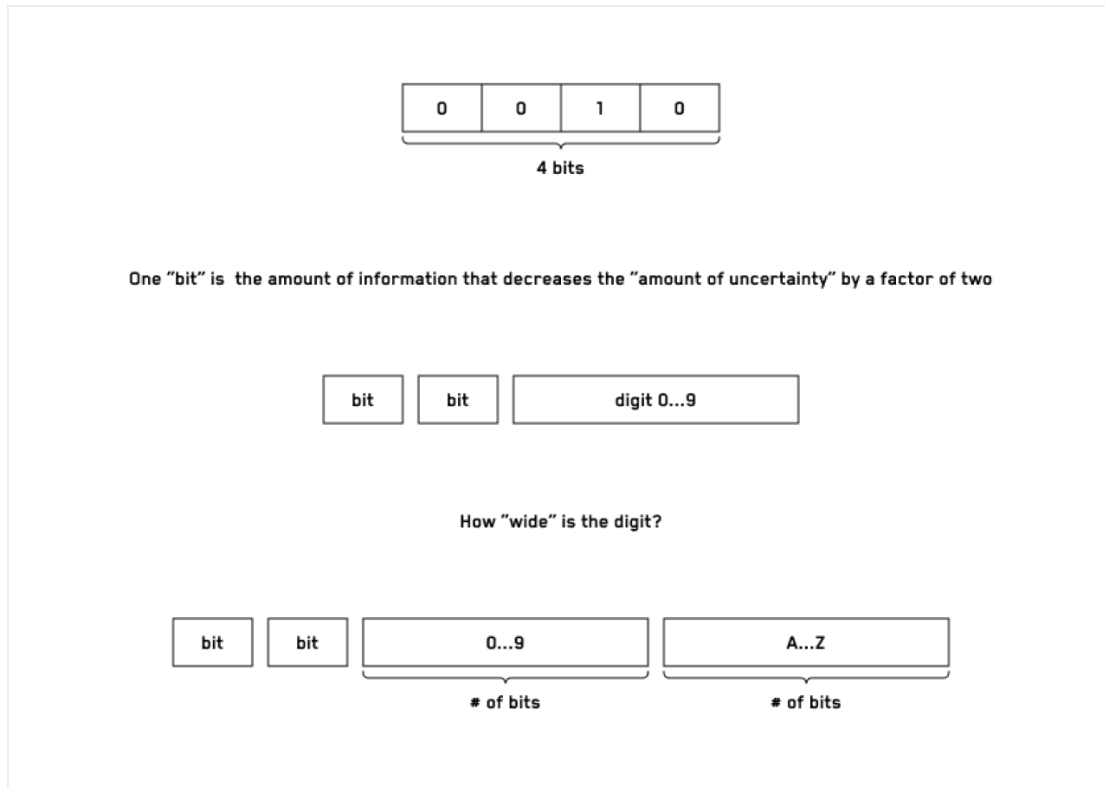 0 0 1 0
4 bits
One "bit" is the amount of information that decreases the "amount of uncertainty" by a factor of two
bit bit digit 0...9
How "wide" is the digit?
bit bit 0...9 A...Z
# of bits # of bits